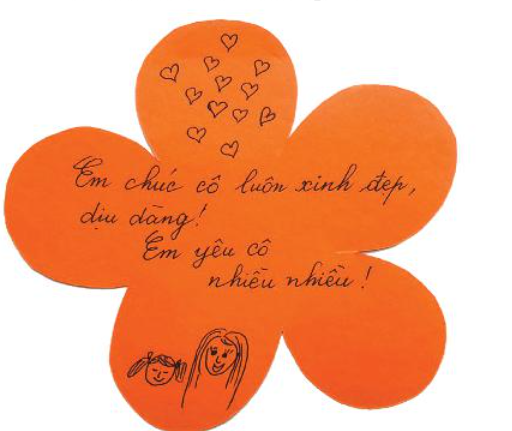 Em chúc cô luôn xinh đẹp,
dịu dàng!
Em yêu cô
nhiều nhiều!